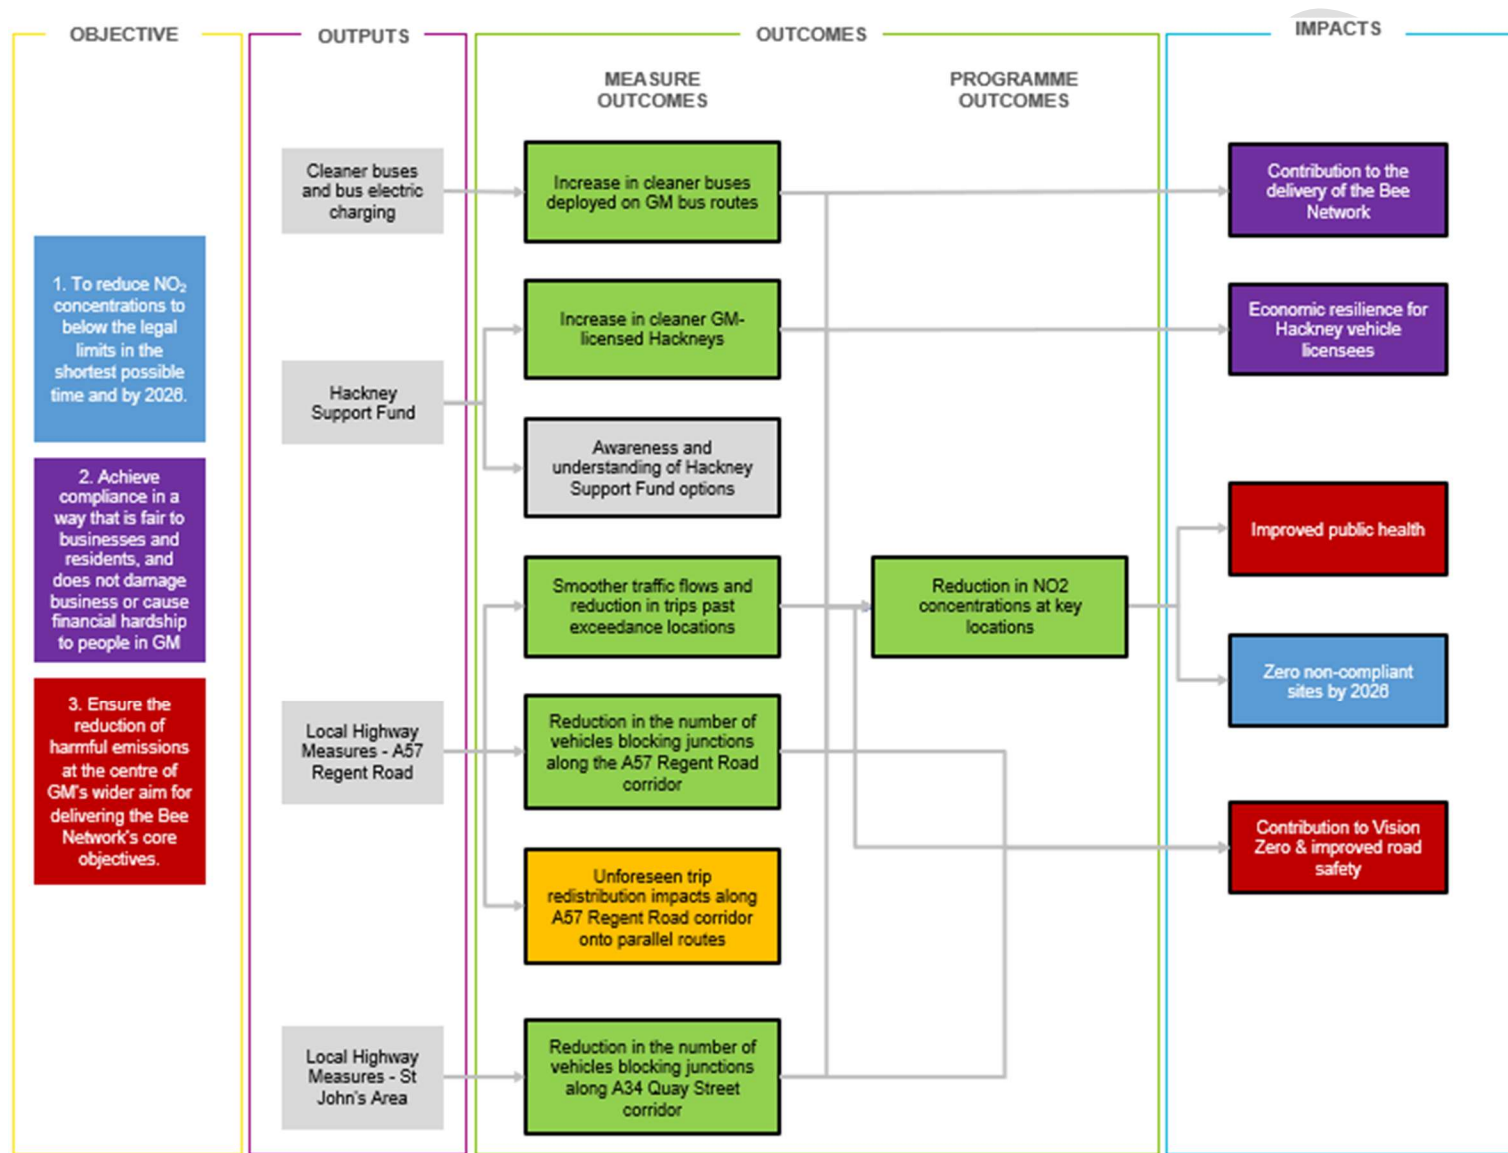 OBJECTIVE
OUTPUTS
OUTCOMES
IMPACTS
MEASURE
OUTCOMES
PROGRAMME
OUTCOMES
1. To reduce NO₂
concentrations to
below the legal
limits in the
shortest possible
time and by 2026.
2. Achieve
compliance in a
way that is fair to
businesses and
residents, and
does not damage
business or cause
financial hardship
to people in GM
3. Ensure the
reduction of
harmful emissions
at the centre of
GM's wider aim for
delivering the Bee
Network's core
objectives.
Cleaner buses
and bus electric
charging
Hackney
Support Fund
Local Highway
Measures - A57
Regent Road
Local Highway
Measures - St
John's Area
Increase in cleaner buses
deployed on GM bus routes
Increase in cleaner GM-
licensed Hackneys
Awareness and
understanding of Hackney
Support Fund options
Smoother traffic flows and
reduction in trips past
exceedance locations
Reduction in the number of
vehicles blocking junctions
along the A57 Regent Road
corridor
Unforeseen trip
redistribution impacts along
A57 Regent Road corridor
onto parallel routes
Reduction in the number of
vehicles blocking junctions
along A34 Quay Street
corridor
Reduction in NO2
concentrations at key
locations
Contribution to the
delivery of the Bee
Network
Economic resilience for
Hackney vehicle
licensees
Improved public health
Zero non-compliant
sites by 2026
Contribution to Vision
Zero & improved road
safety